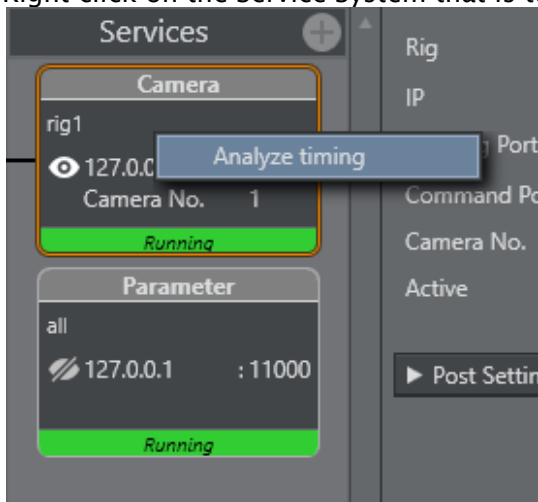 Right click on the Service System that is t
Services
Camera
rig1
127.0.0
Analyze timing
Camera No. 1
Running
Parameter
all
127.0.0.1 : 11000
Running
Rig
IP
Port
Command Po
Camera No.
Active
Post Settin